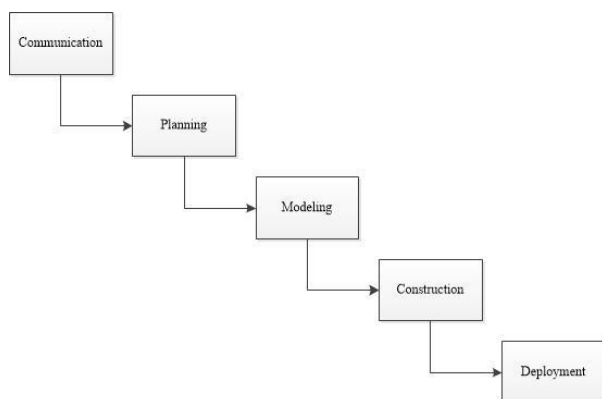 Communication
Planning
Modeling
Construction
Deployment